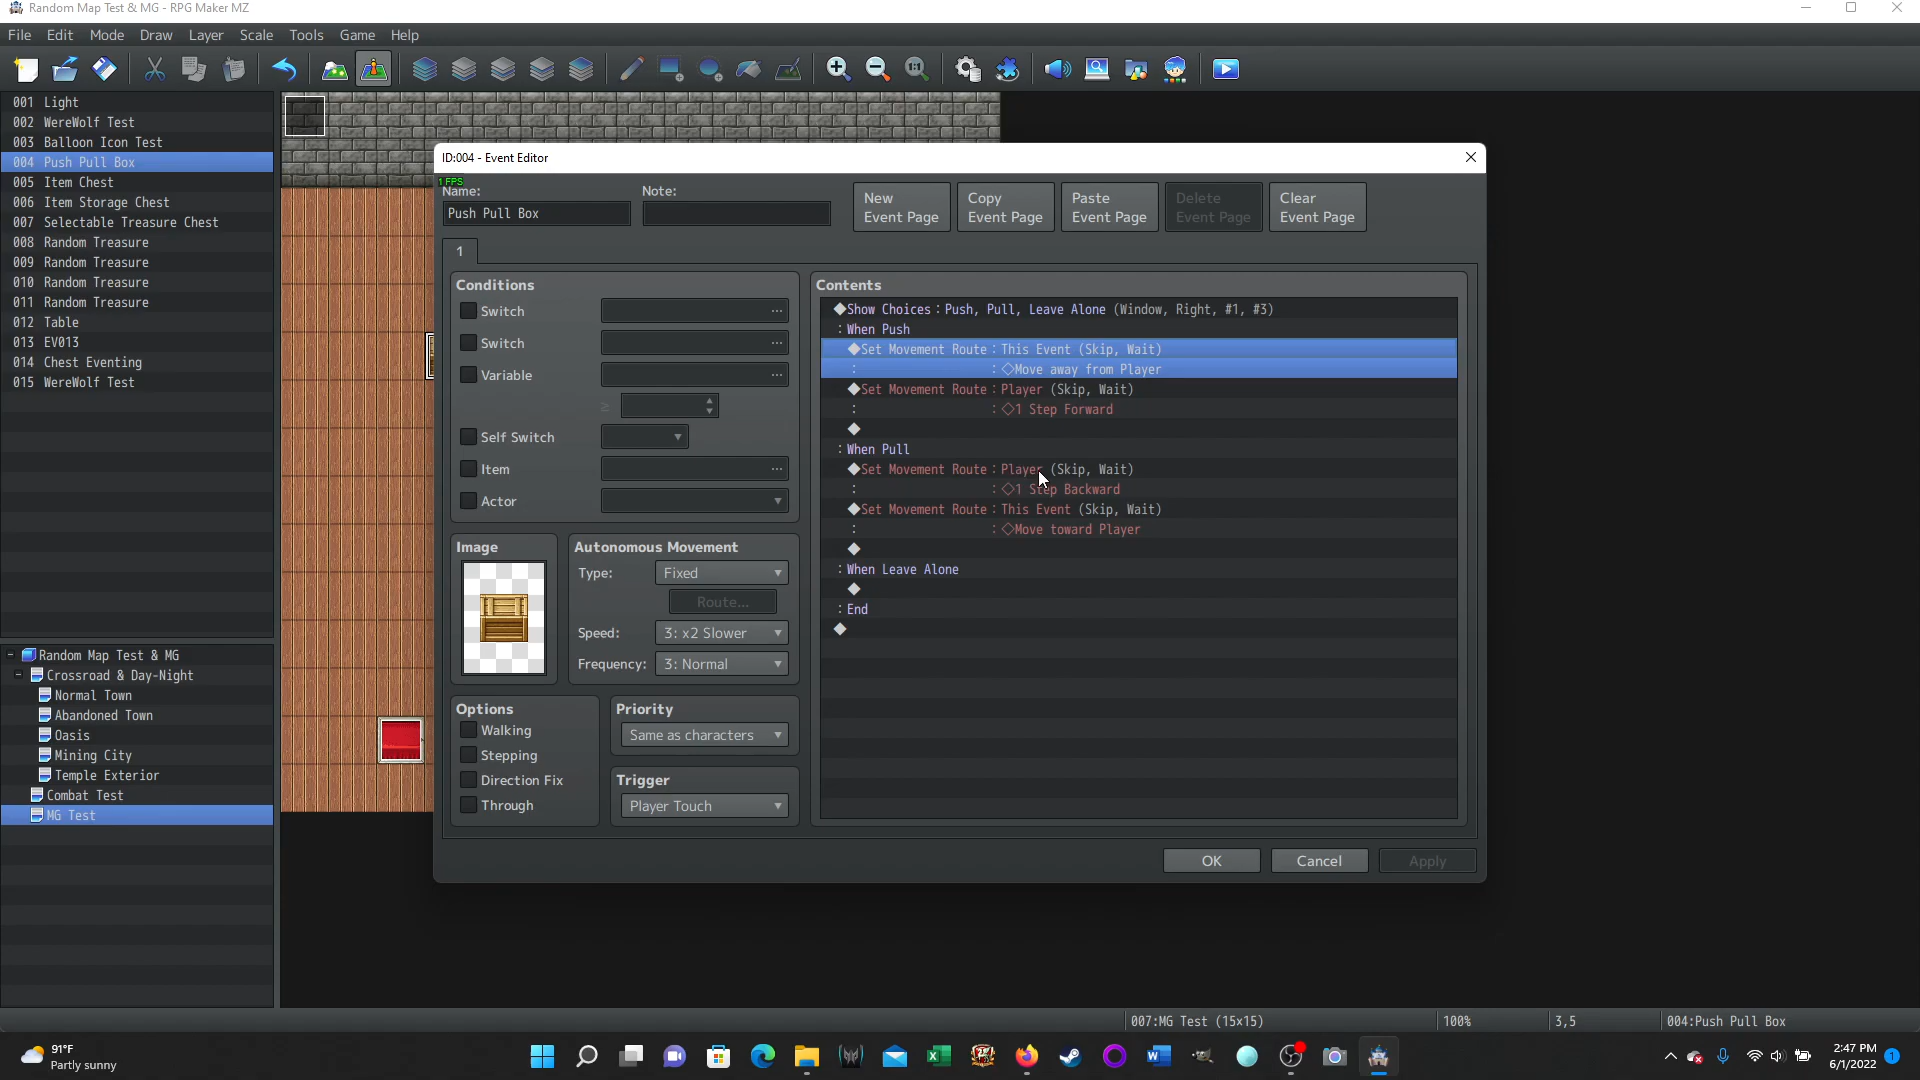 Random Map Test & MG - RPG Maker MZ
File Edit Mode Draw Layer Scale Tools Game Help
1:1
001 Light
002 WereWolf Test
003 Balloon Icon Test
004 Push Pull Box
005 Item Chest
006 Item Storage Chest
007 Selectable Treasure Chest
008 Random Treasure
009 Random Treasure
010 Random Treasure
011 Random Treasure
012 Table
013 EV013
014 Chest Eventing
015 WereWolf Test
Random Map Test & MG
Crossroad & Day-Night
Normal Town
Abandoned Town
Oasis
Mining City
Temple Exterior
Combat Test
MG Test
ID:004 - Event Editor
1 FPS
Name:
Note:
Push Pull Box
New Event Page
Copy Event Page
Paste Event Page
Delete Event Page
Clear Event Page
1
Conditions
Switch ...
Switch ...
Variable ...
≥
Self Switch
Item ...
Actor
Image
Autonomous Movement
Type: Fixed
Route...
Speed: 3: x2 Slower
Frequency: 3: Normal
Options
Walking
Stepping
Direction Fix
Through
Priority
Same as characters
Trigger
Player Touch
Contents
◆Show Choices：Push, Pull, Leave Alone (Window, Right, #1, #3)
：When Push
◆Set Movement Route：This Event (Skip, Wait)
：　：◇Move away from Player
◆Set Movement Route：Player (Skip, Wait)
：　：◇1 Step Forward
◆
：When Pull
◆Set Movement Route：Player (Skip, Wait)
：　：◇1 Step Backward
◆Set Movement Route：This Event (Skip, Wait)
：　：◇Move toward Player
◆
：When Leave Alone
◆
：End
◆
OK
Cancel
Apply
007:MG Test (15x15) 100% 3,5 004:Push Pull Box
91°F
Partly sunny
2:47 PM
6/1/2022
1